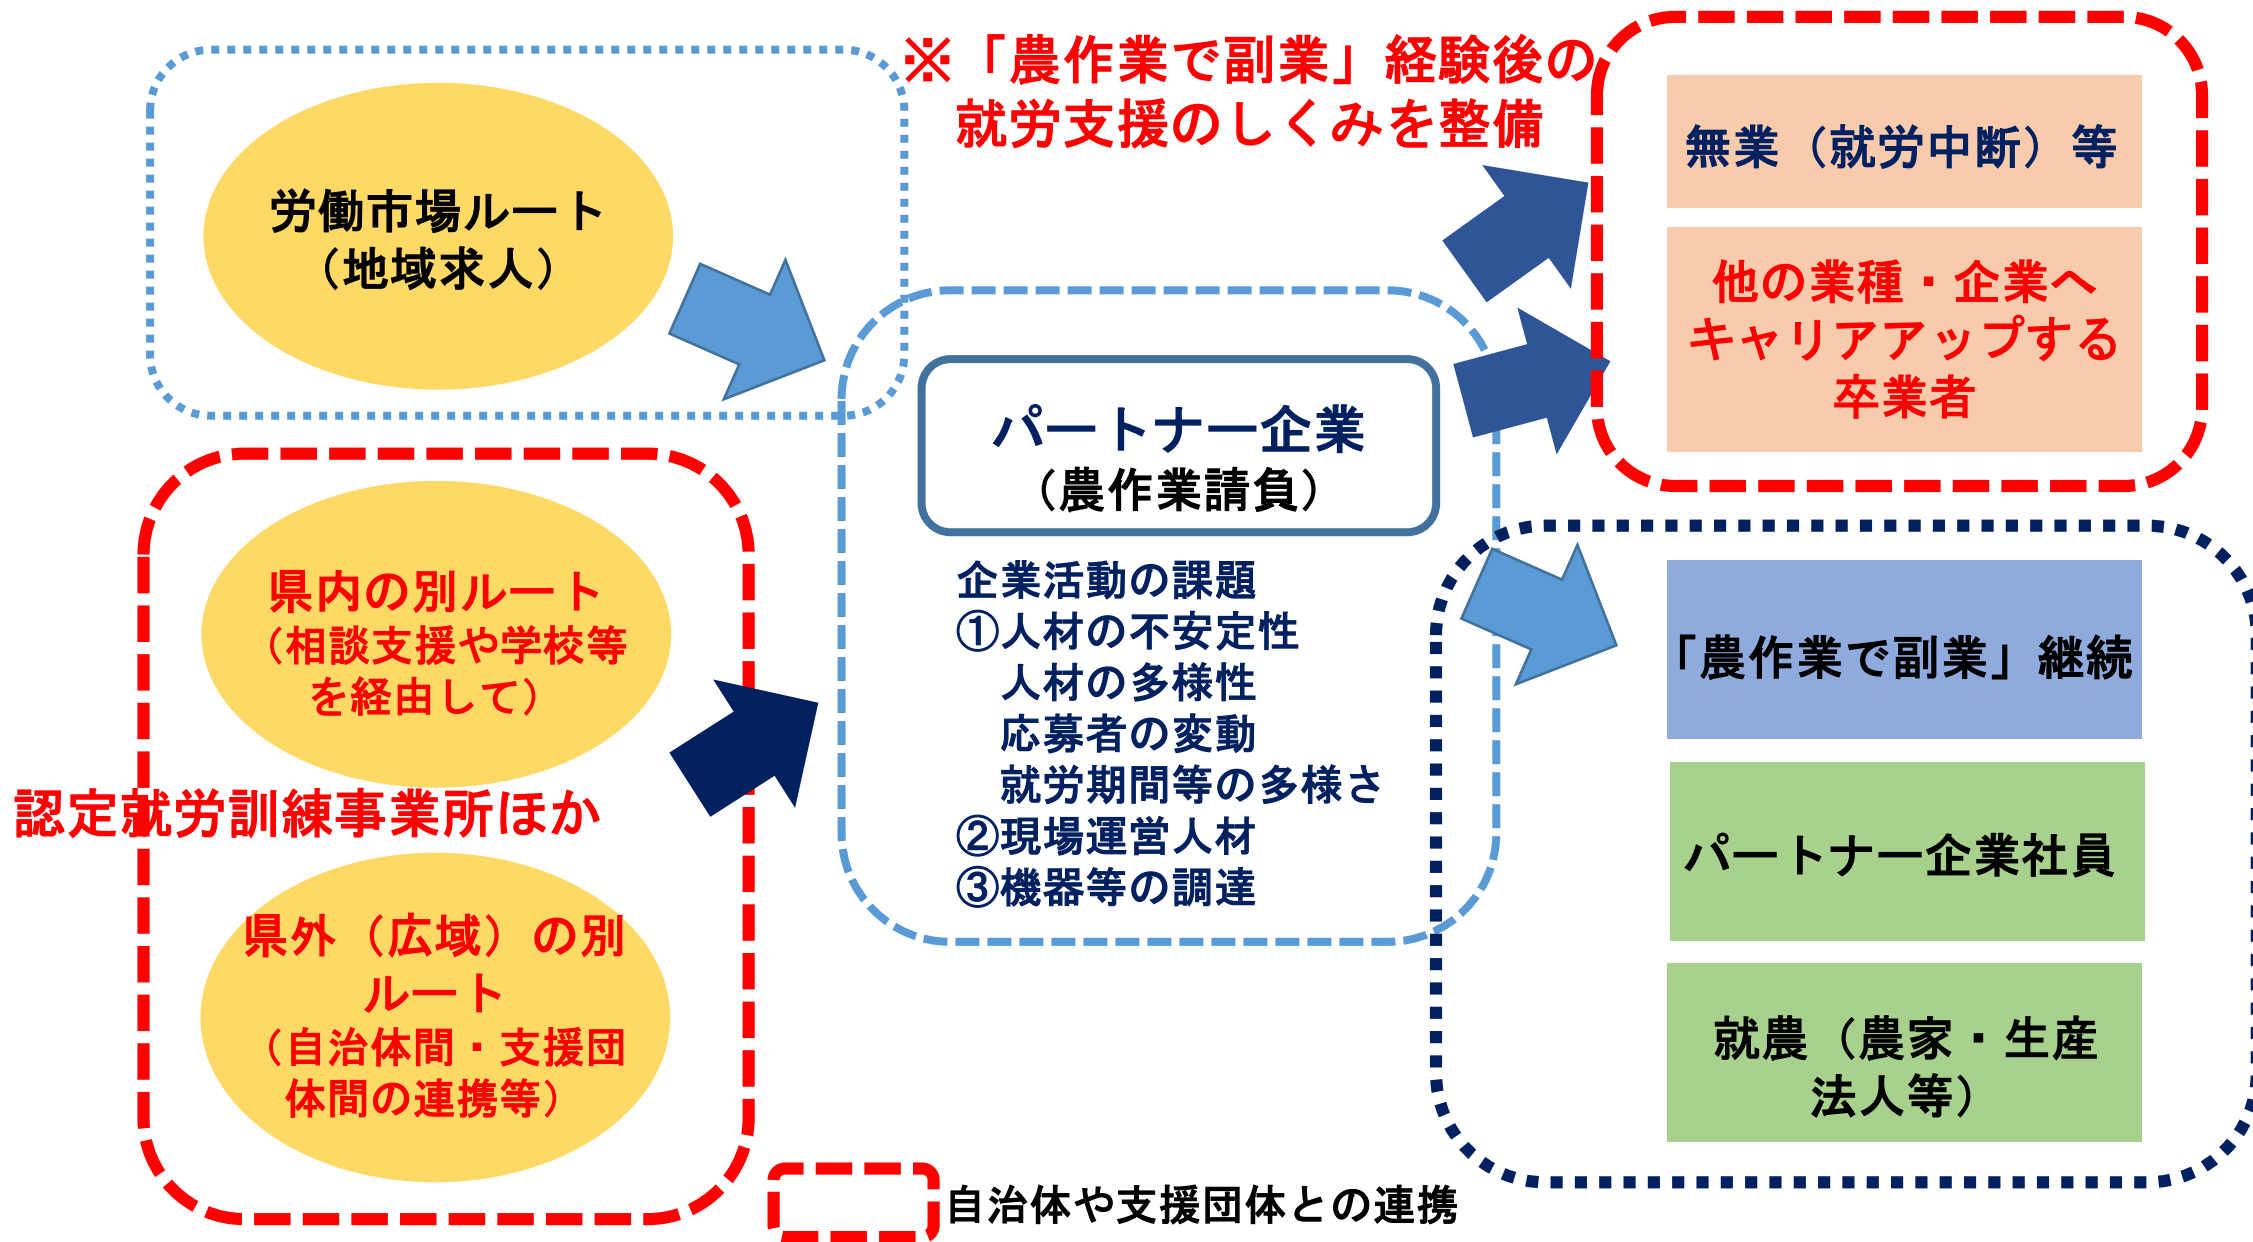 ※「農作業で副業」経験後の
就労支援のしくみを整備
労働市場ルート
（地域求人）
県内の別ルート
（相談支援や学校等
を経由して）
認定就労訓練事業所ほか
県外（広域）の別
ルート
（自治体間・支援団
体間の連携等）
パートナー企業
（農作業請負）
企業活動の課題
①人材の不安定性
人材の多様性
応募者の変動
就労期間等の多様さ
②現場運営人材
③機器等の調達
無業（就労中断）等
他の業種・企業へ
キャリアアップする
卒業者
「農作業で副業」継続
パートナー企業社員
就農（農家・生産
法人等）
自治体や支援団体との連携